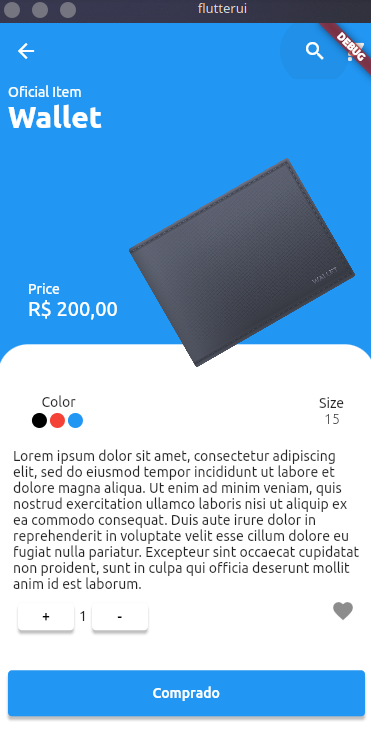 flutterui
DEBUG
Oficial Item
Wallet
WALLET
Price
R$ 200,00
Color
Size
15
Lorem ipsum dolor sit amet, consectetur adipiscing
elit, sed do eiusmod tempor incididunt ut labore et
dolore magna aliqua. Ut enim ad minim veniam, quis
nostrud exercitation ullamco laboris nisi ut aliquip ex
ea commodo consequat. Duis aute irure dolor in
reprehenderit in voluptate velit esse cillum dolore eu
fugiat nulla pariatur. Excepteur sint occaecat cupidatat
non proident, sunt in culpa qui officia deserunt mollit
anim id est laborum.
+ 1 -
Comprado